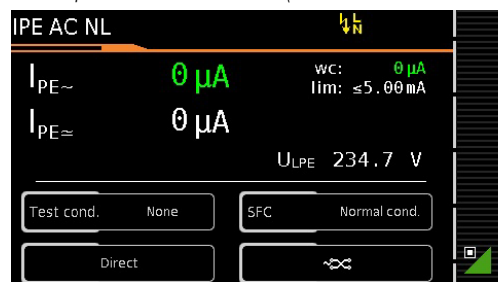 IPE AC NL
L
N
IPE~ 0 µA
wc: 0 µA
lim: ≤5.00mA
IPE≃ 0 µA
ULPE 234.7 V
Test cond. None
SFC Normal cond.
Direct